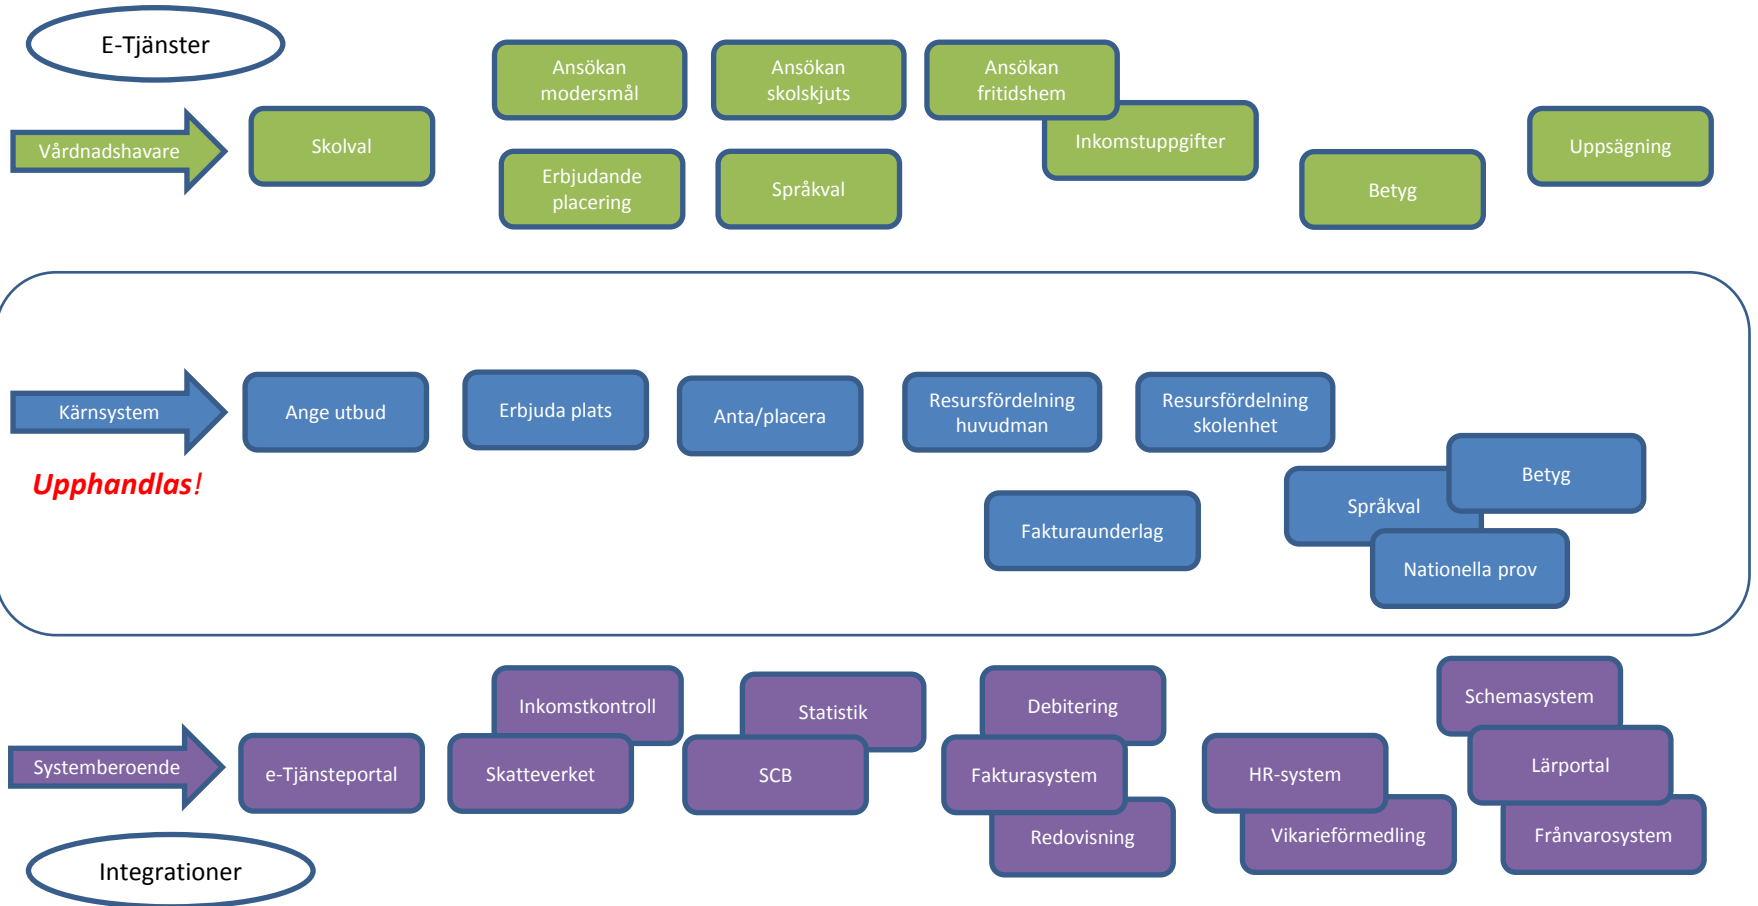 E-Tjänster
Vårdnadshavare
Skolval
Ansökan
modersmål
Ansökan
skolskjuts
Ansökan
fritidshem
Inkomstuppgifter
Erbjudande
placering
Språkval
Betyg
Uppsägning
Kärnsystem
Upphandlas!
Ange utbud
Erbjuda plats
Anta/placera
Resursfördelning
huvudman
Resursfördelning
skolenhet
Fakturaunderlag
Språkval
Betyg
Nationella prov
Systemberoende
e-Tjänsteportal
Inkomstkontroll
Skatteverket
Statistik
SCB
Debitering
Fakturasystem
Redovisning
HR-system
Vikarieförmedling
Schemasystem
Lärportal
Frånvarosystem
Integrationer